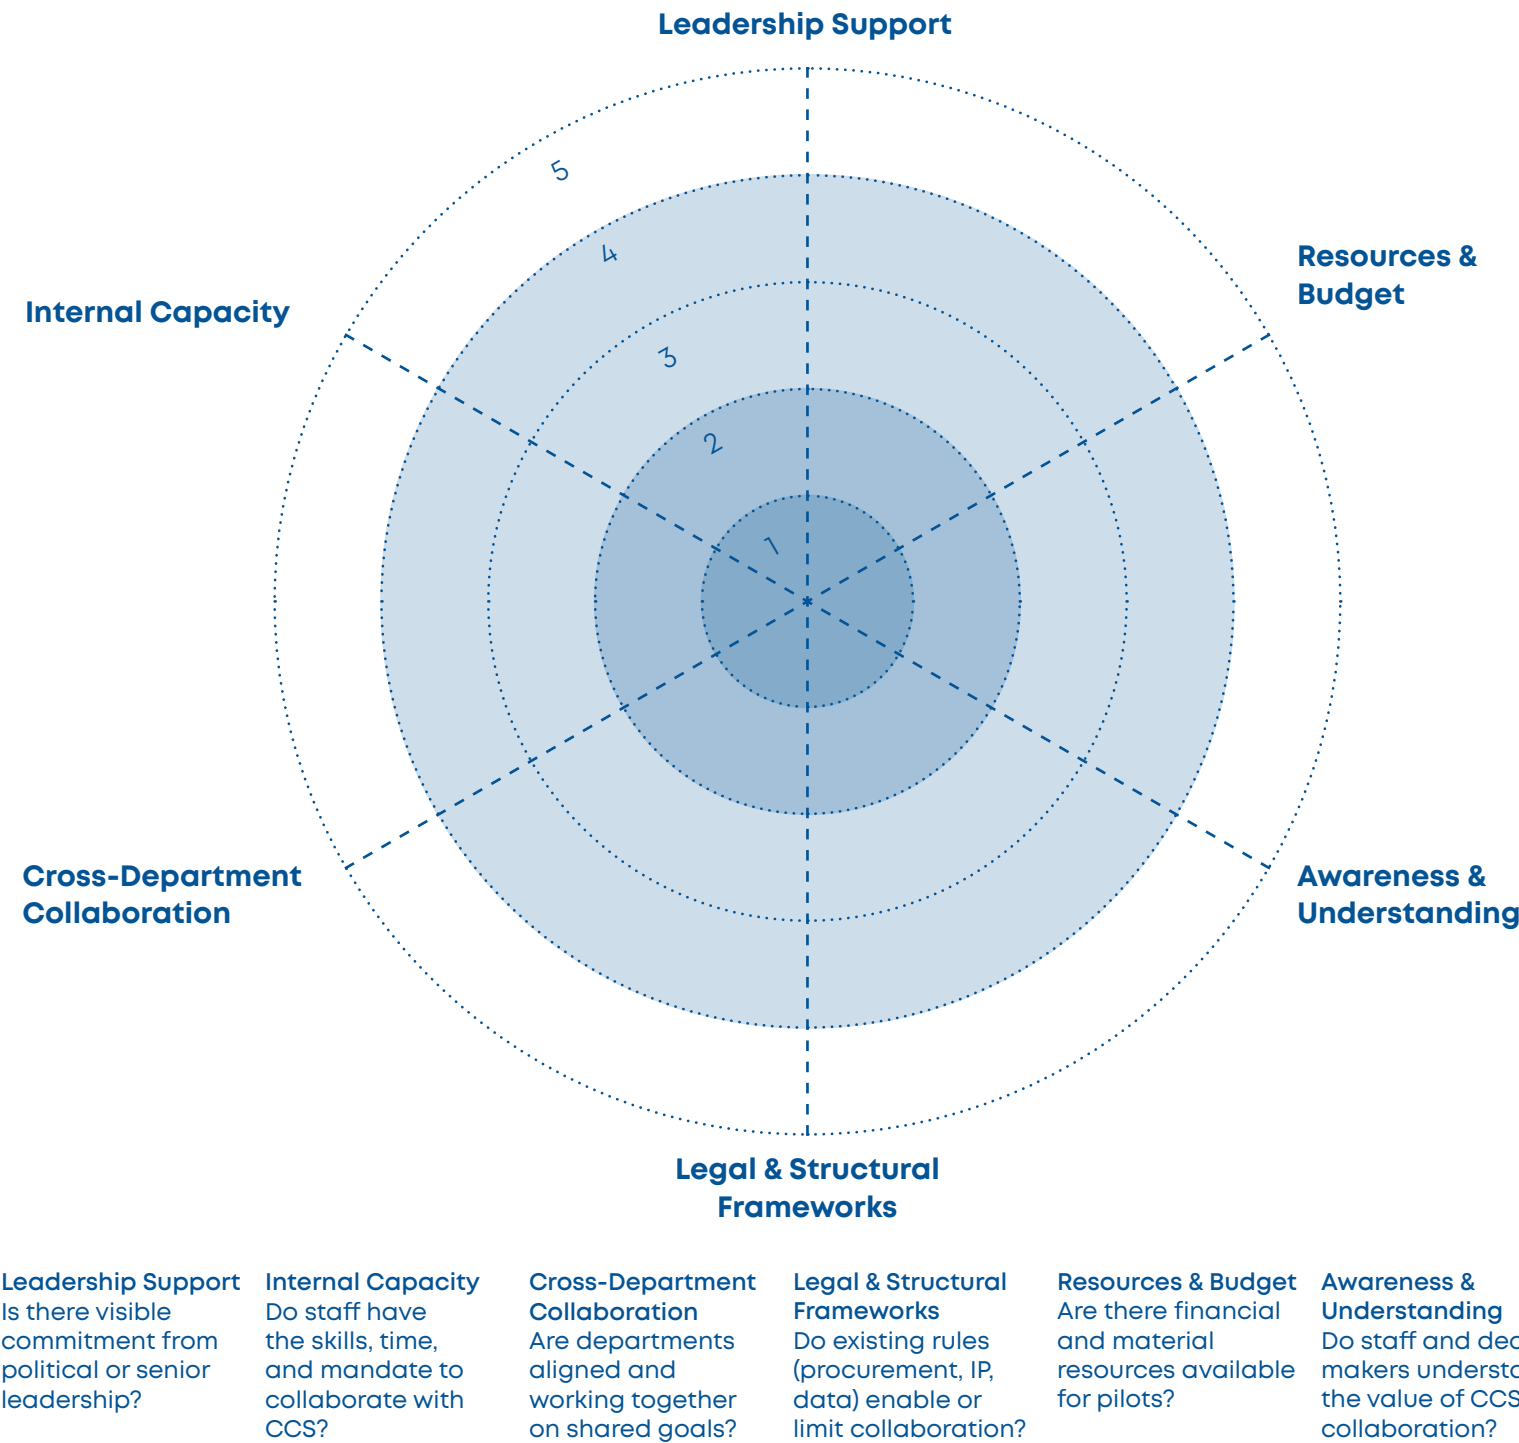 Leadership Support
5
4
Resources &
Budget
Internal Capacity
3
2
1
Cross-Department
Collaboration
Awareness &
Understanding
Legal & Structural
Frameworks
Leadership Support
Is there visible
commitment from
political or senior
leadership?
Internal Capacity
Do staff have
the skills, time,
and mandate to
collaborate with
CCS?
Cross-Department
Collaboration
Are departments
aligned and
working together
on shared goals?
Legal & Structural
Frameworks
Do existing rules
(procurement, IP,
data) enable or
limit collaboration?
Resources & Budget
Are there financial
and material
resources available
for pilots?
Awareness &
Understanding
Do staff and
makers
the value of CCS
collaboration?